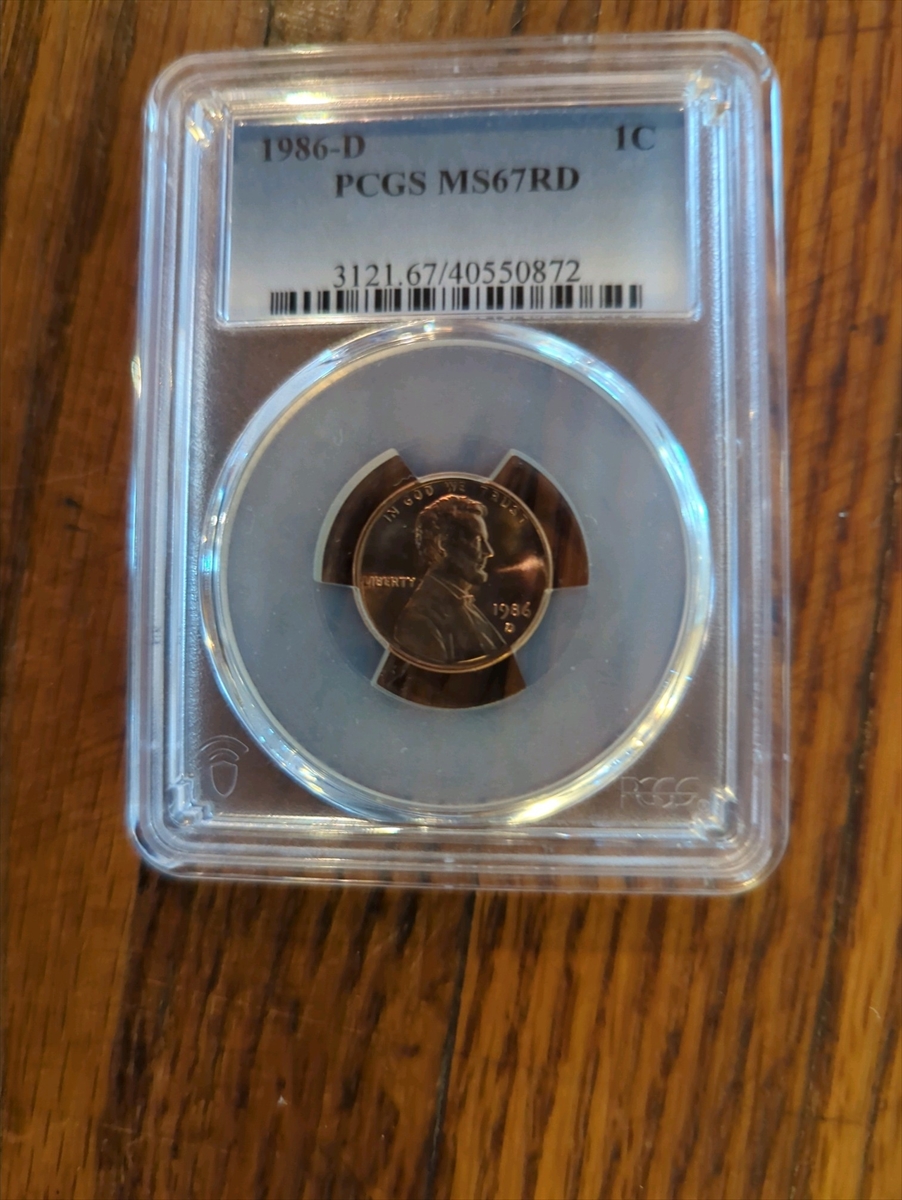 1986-D 1C
PCGS MS67RD
3121.67/40550872
IN GOD WE TRUST
LIBERTY
1986
D
PCGS